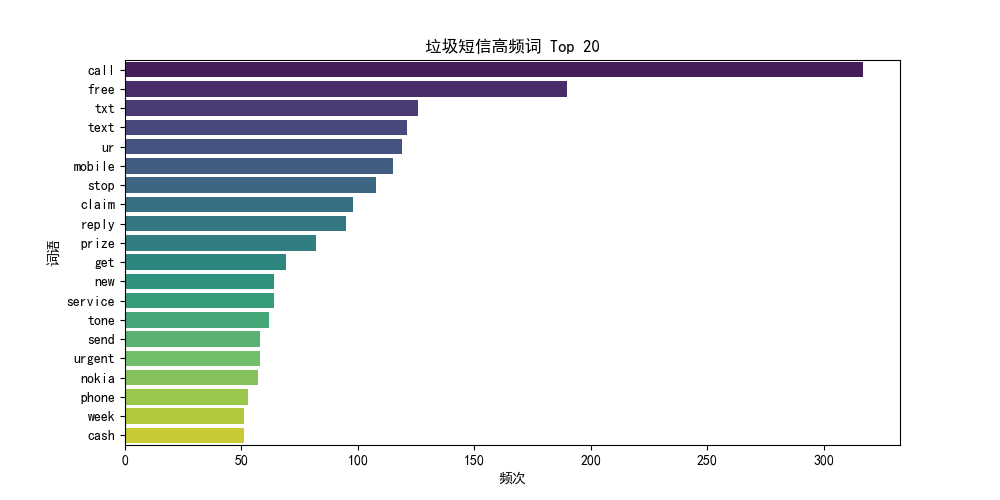 垃圾短信高频词 Top 20
词语
call
free
txt
text
ur
mobile
stop
claim
reply
prize
get
new
service
tone
send
urgent
nokia
phone
week
cash
0 50 100 150 200 250 300
频次